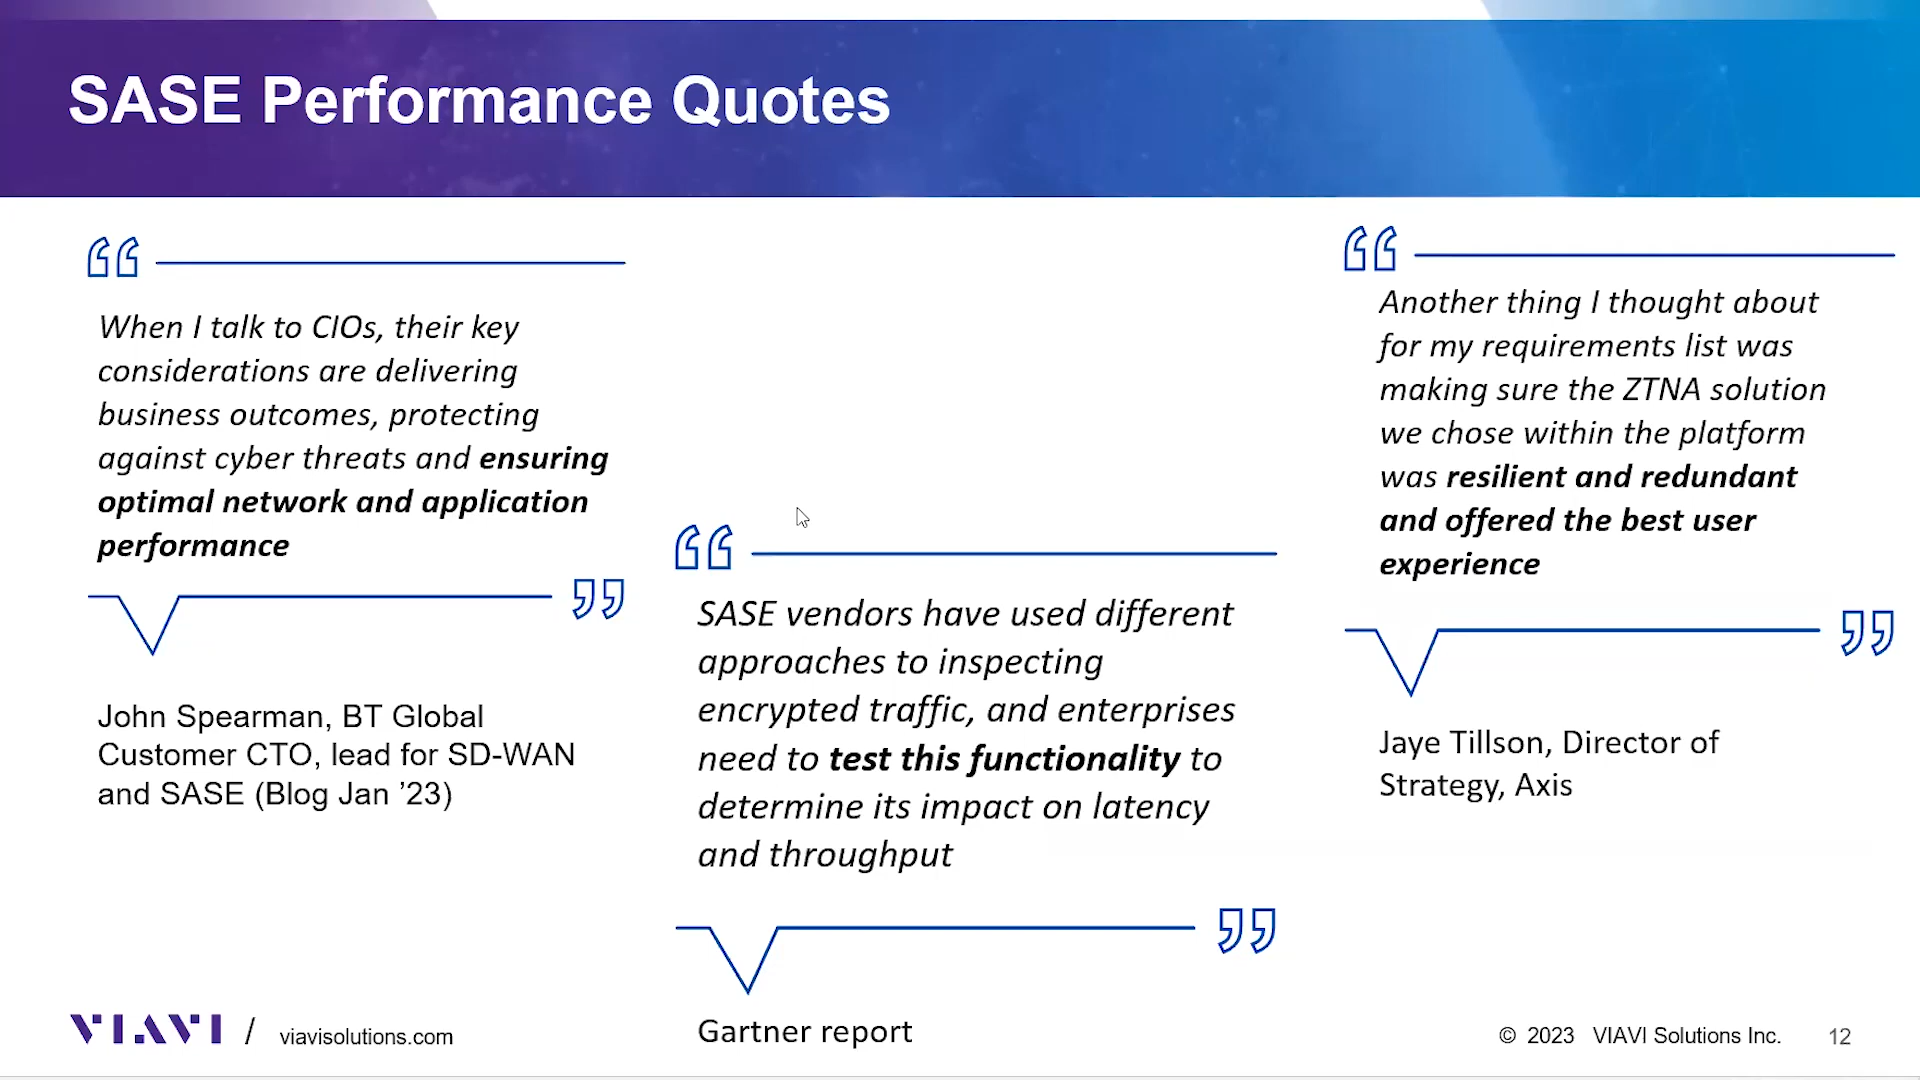 SASE Performance Quotes
When I talk to CIOs, their key
considerations are delivering
business outcomes, protecting
against cyber threats and ensuring
optimal network and application
performance
John Spearman, BT Global
Customer CTO, lead for SD-WAN
and SASE (Blog Jan ’23)
SASE vendors have used different
approaches to inspecting
encrypted traffic, and enterprises
need to test this functionality to
determine its impact on latency
and throughput
Gartner report
Another thing I thought about
for my requirements list was
making sure the ZTNA solution
we chose within the platform
was resilient and redundant
and offered the best user
experience
Jaye Tillson, Director of
Strategy, Axis
VIAVI / viavisolutions.com
© 2023 VIAVI Solutions Inc. 12